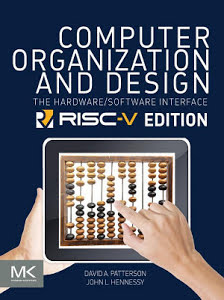 COMPUTER
ORGANIZATION
AND DESIGN
THE HARDWARE/SOFTWARE INTERFACE
RISC-V EDITION
DAVID A. PATTERSON
JOHN L. HENNESSY
MK